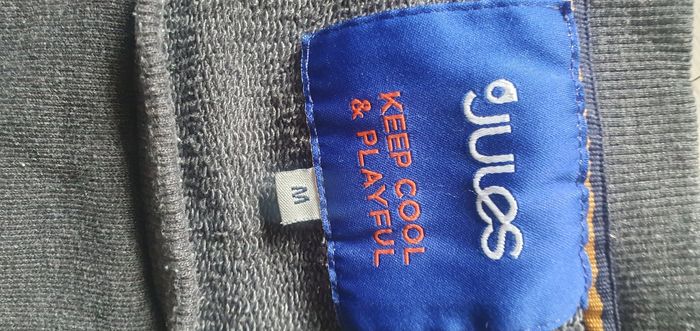 JULES
KEEP COOL
& PLAYFUL
M